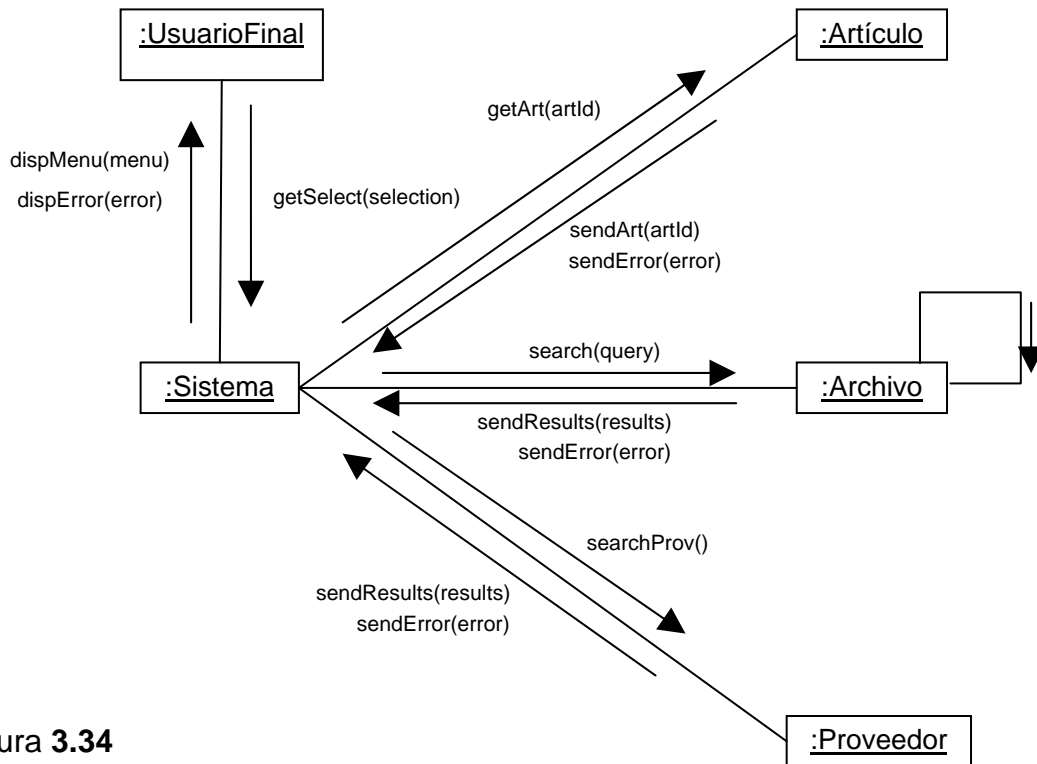 :UsuarioFinal
:Artículo
getArt(artId)
dispMenu(menu)
dispError(error)
getSelect(selection)
sendArt(artId)
sendError(error)
search(query)
:Sistema
:Archivo
sendResults(results)
sendError(error)
searchProv()
sendResults(results)
sendError(error)
ura 3.34
:Proveedor